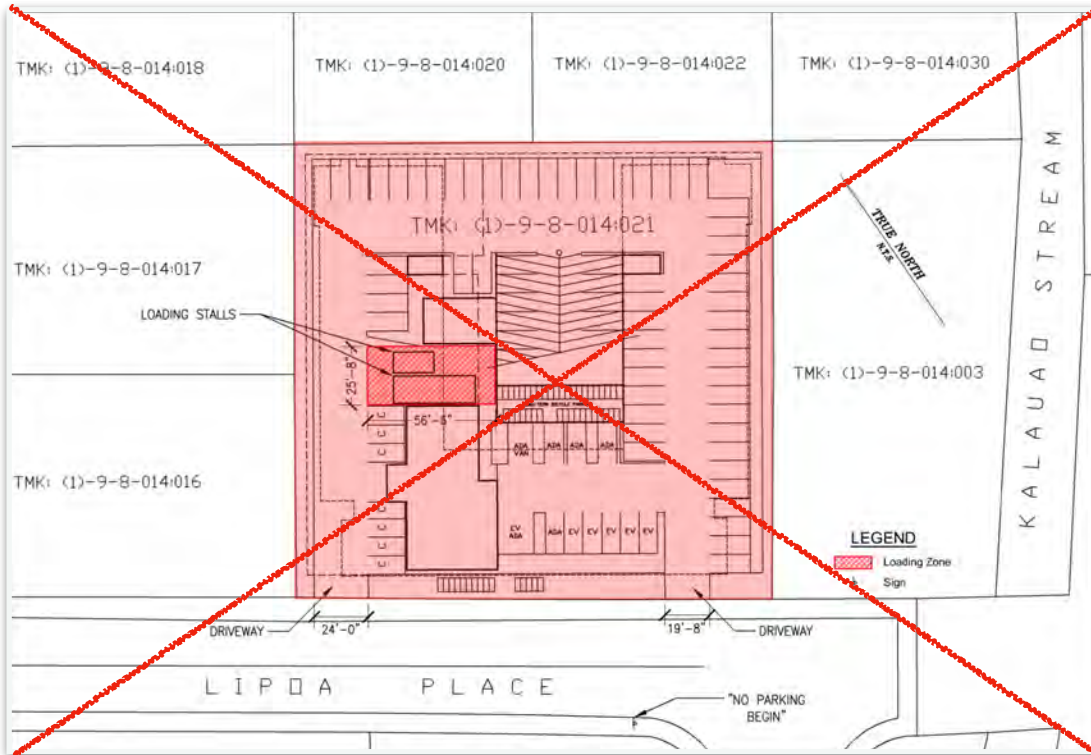 TMK: (1)-9-8-014:018
TMK: (1)-9-8-014:020
TMK: (1)-9-8-014:022
TMK: (1)-9-8-014:030
TMK: (1)-9-8-014:021
TRUE NORTH
N.T.S.
KALAUAO STREAM
TMK: (1)-9-8-014:017
LOADING STALLS
25'-8"
56'-6"
TMK: (1)-9-8-014:003
ADA VAN
ADA
ADA
ADA
TMK: (1)-9-8-014:016
C
C
C
C
C
C
C
EV ADA
ADA
EV
EV
EV
EV
EV
LEGEND
Loading Zone
Sign
DRIVEWAY
24'-0"
19'-8"
DRIVEWAY
LIPOA PLACE
"NO PARKING
BEGIN"